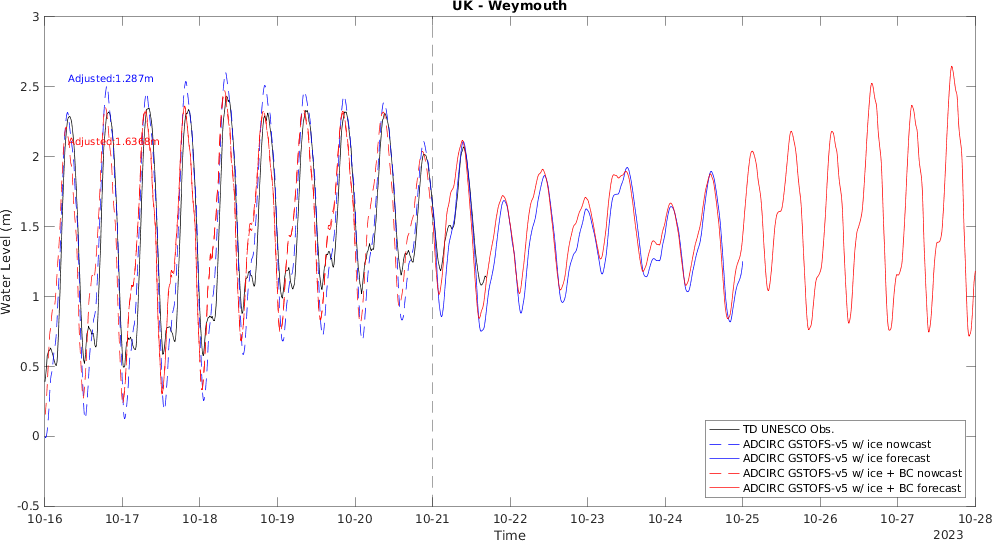 UK - Weymouth
3
2.5
2
1.5
1
0.5
0
-0.5
Water Level (m)
Adjusted:1.287m
Adjusted:1.6368m
TD UNESCO Obs.
ADCIRC GSTOFS-v5 w/ ice nowcast
ADCIRC GSTOFS-v5 w/ ice forecast
ADCIRC GSTOFS-v5 w/ ice + BC nowcast
ADCIRC GSTOFS-v5 w/ ice + BC forecast
10-16 10-17 10-18 10-19 10-20 10-21 10-22 10-23 10-24 10-25 10-26 10-27 10-28
Time
2023